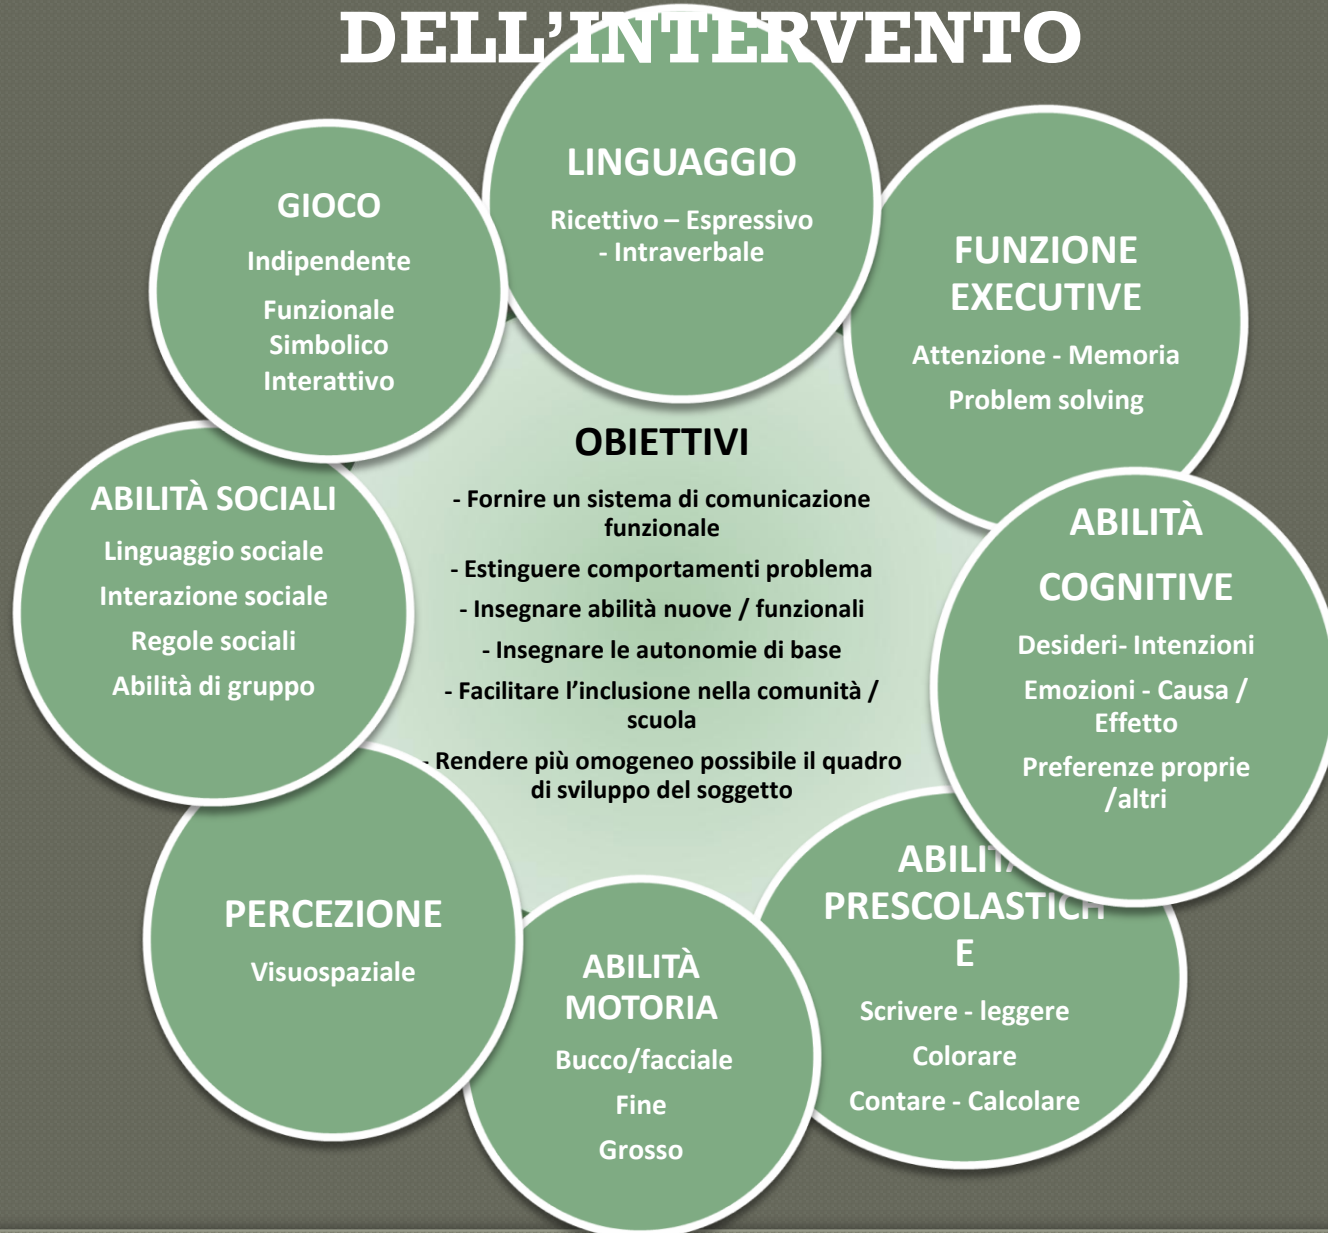 DELL'INTERVENTO
LINGUAGGIO
Ricettivo – Espressivo
- Intraverbale
FUNZIONE
EXECUTIVE
Attenzione - Memoria
Problem solving
ABILITÀ
COGNITIVE
Desideri- Intenzioni
Emozioni - Causa /
Effetto
Preferenze proprie
/altri
ABILITÀ
PRESCOLASTICH
E
Scrivere - leggere
Colorare
Contare - Calcolare
ABILITÀ
MOTORIA
Bucco/facciale
Fine
Grosso
PERCEZIONE
Visuospaziale
ABILITÀ SOCIALI
Linguaggio sociale
Interazione sociale
Regole sociali
Abilità di gruppo
GIOCO
Indipendente
Funzionale
Simbolico
Interattivo
OBIETTIVI
- Fornire un sistema di comunicazione
funzionale
- Estinguere comportamenti problema
- Insegnare abilità nuove / funzionali
- Insegnare le autonomie di base
- Facilitare l'inclusione nella comunità /
scuola
- Rendere più omogeneo possibile il quadro
di sviluppo del soggetto